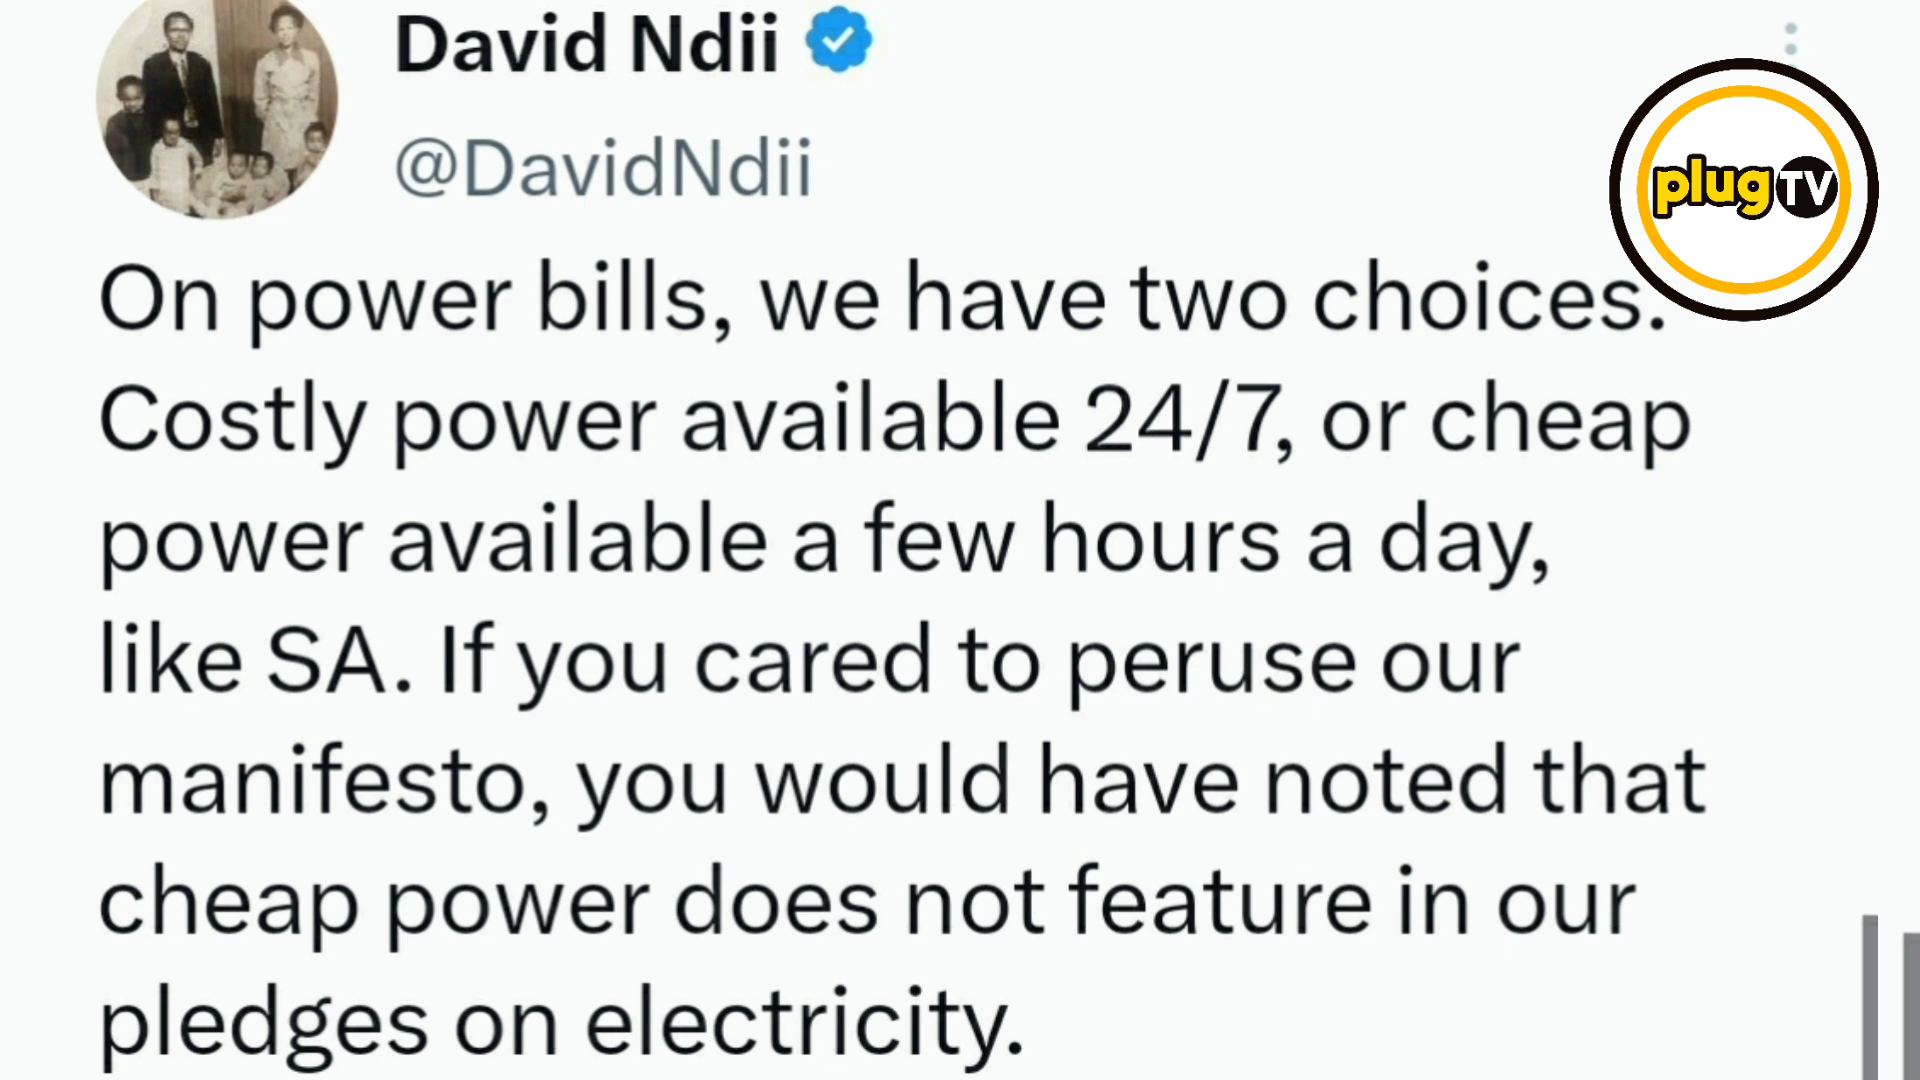 David Ndii
@DavidNdii
plug TV
On power bills, we have two choices.
Costly power available 24/7, or cheap
power available a few hours a day,
like SA. If you cared to peruse our
manifesto, you would have noted that
cheap power does not feature in our
pledges on electricity.